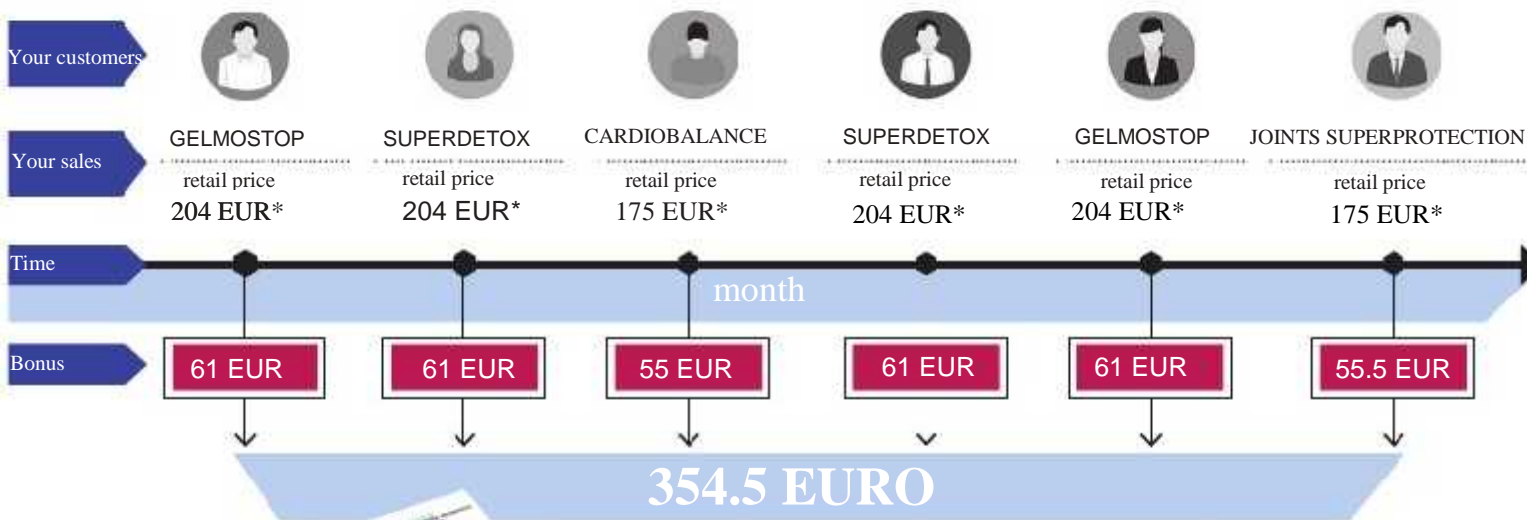 Your customers
Your sales
GELMOSTOP
SUPERDETOX
CARDIOBALANCE
SUPERDETOX
GELMOSTOP
JOINTS SUPERPROTECTION
retail price
retail price
retail price
retail price
retail price
retail price
204 EUR*
204 EUR*
175 EUR*
204 EUR*
204 EUR*
175 EUR*
Time
month
Bonus
61 EUR
61 EUR
55 EUR
61 EUR
61 EUR
55.5 EUR
354.5 EURO